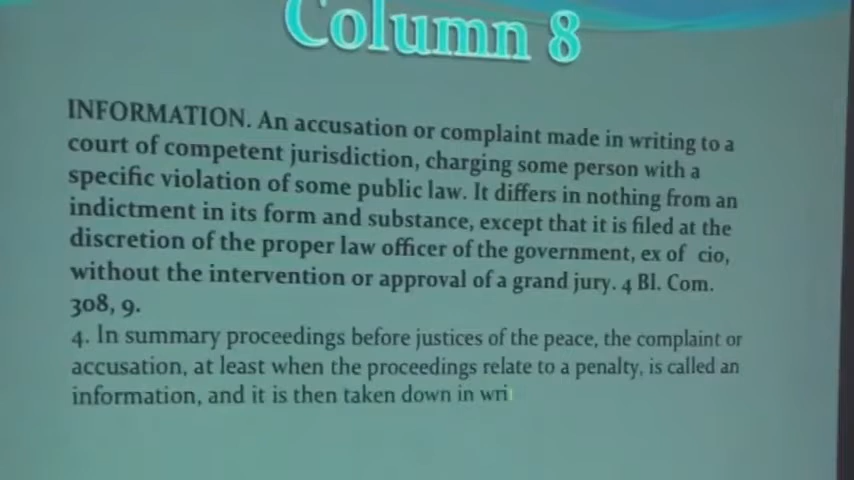 Column 8
INFORMATION. An accusation or complaint made in writing to a
court of competent jurisdiction, charging some person with a
specific violation of some public law. It differs in nothing from an
indictment in its form and substance, except that it is filed at the
discretion of the proper law officer of the government, ex of cio,
without the intervention or approval of a grand jury. 4 Bl. Com.
308, 9.
4. In summary proceedings before justices of the peace, the complaint or
accusation, at least when the proceedings relate to a penalty, is called an
information, and it is then taken down in wri